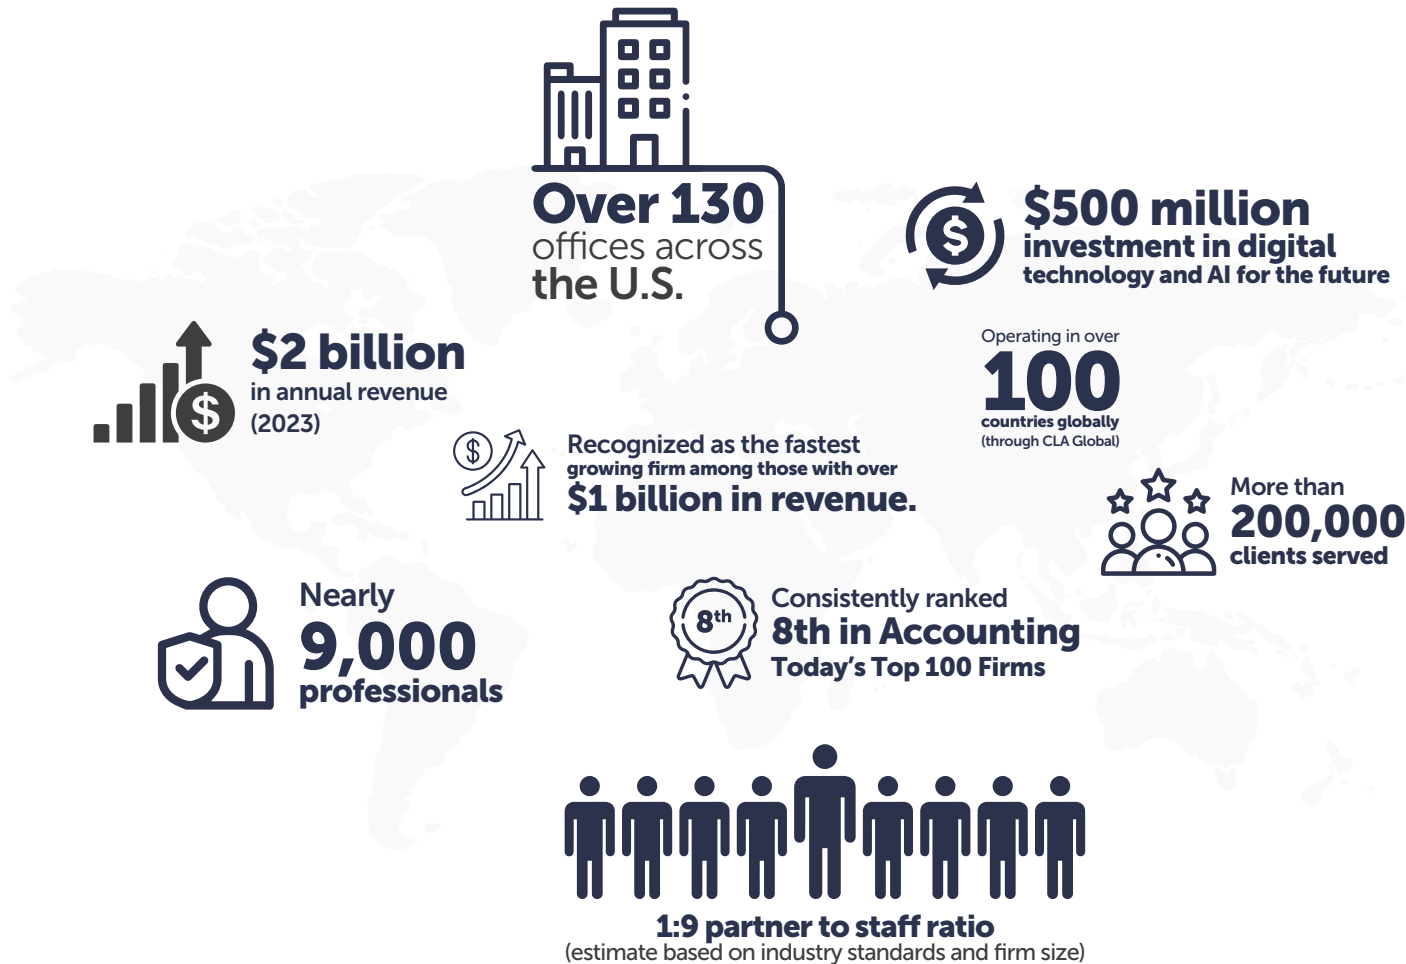 Over 130
offices across
the U.S.
$
$500 million
investment in digital
technology and AI for the future
$
$2 billion
in annual revenue
(2023)
Operating in over
100
countries globally
(through CLA Global)
$
Recognized as the fastest
growing firm among those with over
$1 billion in revenue.
More than
200,000
clients served
Nearly
9,000
professionals
8th
Consistently ranked
8th in Accounting
Today’s Top 100 Firms
1:9 partner to staff ratio
(estimate based on industry standards and firm size)